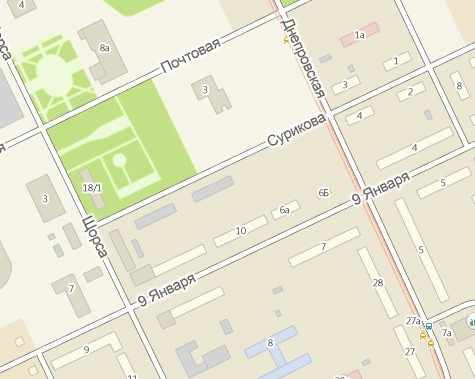 4
8а
Почтовая
Днепровская
1а
1
3
2
8
3
4
Сурикова
4
18/1
3
Щорса
6Б
6а
10
9 Января
5
7
5
7
28
9 Января
27а
7а
9
11
8
27